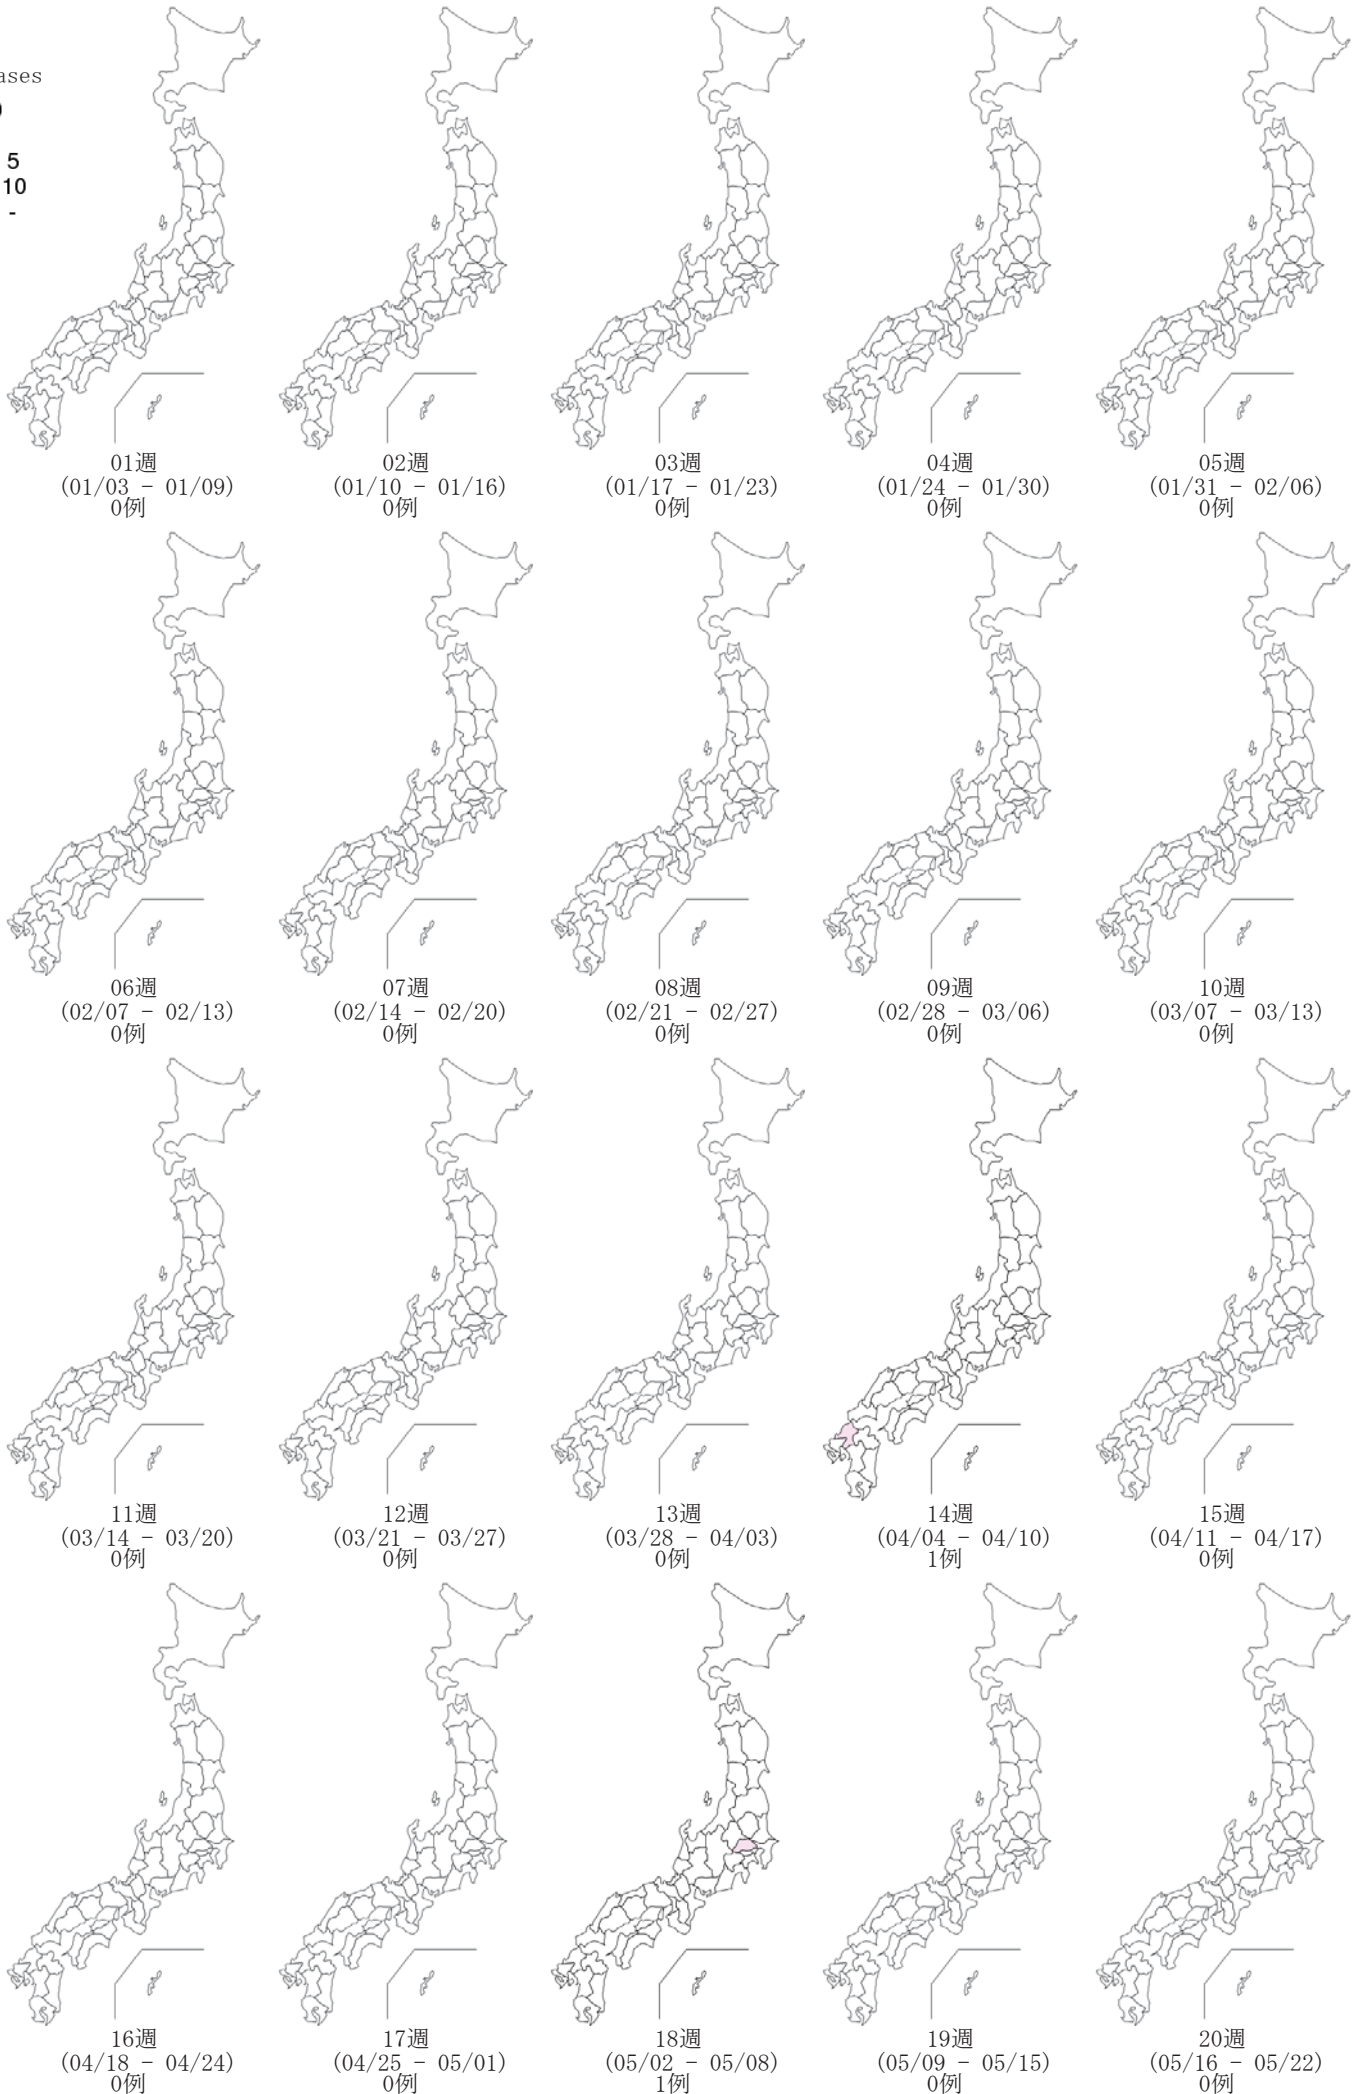 ases
5
10
-
01週
(01/03 - 01/09)
0例
02週
(01/10 - 01/16)
0例
03週
(01/17 - 01/23)
0例
04週
(01/24 - 01/30)
0例
05週
(01/31 - 02/06)
0例
06週
(02/07 - 02/13)
0例
07週
(02/14 - 02/20)
0例
08週
(02/21 - 02/27)
0例
09週
(02/28 - 03/06)
0例
10週
(03/07 - 03/13)
0例
11週
(03/14 - 03/20)
0例
12週
(03/21 - 03/27)
0例
13週
(03/28 - 04/03)
0例
14週
(04/04 - 04/10)
1例
15週
(04/11 - 04/17)
0例
16週
(04/18 - 04/24)
0例
17週
(04/25 - 05/01)
0例
18週
(05/02 - 05/08)
1例
19週
(05/09 - 05/15)
0例
20週
(05/16 - 05/22)
0例